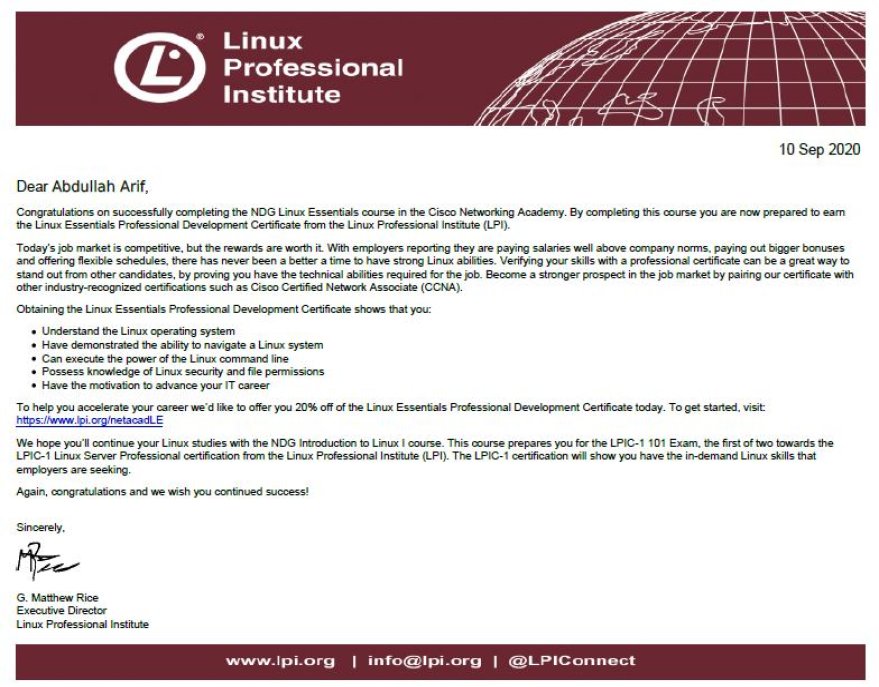 Linux
Professional
Institute
10 Sep 2020
Dear Abdullah Arif,
Congratulations on successfully completing the NDG Linux Essentials course in the Cisco Networking Academy. By completing this course you are now prepared to earn
the Linux Essentials Professional Development Certificate from the Linux Professional Institute (LPI).
Today's job market is competitive, but the rewards are worth it. With employers reporting they are paying salaries well above company norms, paying out bigger bonuses
and offering flexible schedules, there has never been a better a time to have strong Linux abilities. Verifying your skills with a professional certificate can be a great way to
stand out from other candidates, by proving you have the technical abilities required for the job. Become a stronger prospect in the job market by pairing our certificate with
other industry-recognized certifications such as Cisco Certified Network Associate (CCNA).
Obtaining the Linux Essentials Professional Development Certificate shows that you:
• Understand the Linux operating system
• Have demonstrated the ability to navigate a Linux system
• Can execute the power of the Linux command line
• Possess knowledge of Linux security and file permissions
• Have the motivation to advance your IT career
To help you accelerate your career we'd like to offer you 20% off of the Linux Essentials Professional Development Certificate today. To get started, visit:
https://www.lpi.org/netacadLE
We hope you'll continue your Linux studies with the NDG Introduction to Linux I course. This course prepares you for the LPIC-1 101 Exam, the first of two towards the
LPIC-1 Linux Server Professional certification from the Linux Professional Institute (LPI). The LPIC-1 certification will show you have the in-demand Linux skills that
employers are seeking.
Again, congratulations and we wish you continued success!
Sincerely,
G. Matthew Rice
Executive Director
Linux Professional Institute
www.lpi.org | info@lpi.org | @LPIConnect